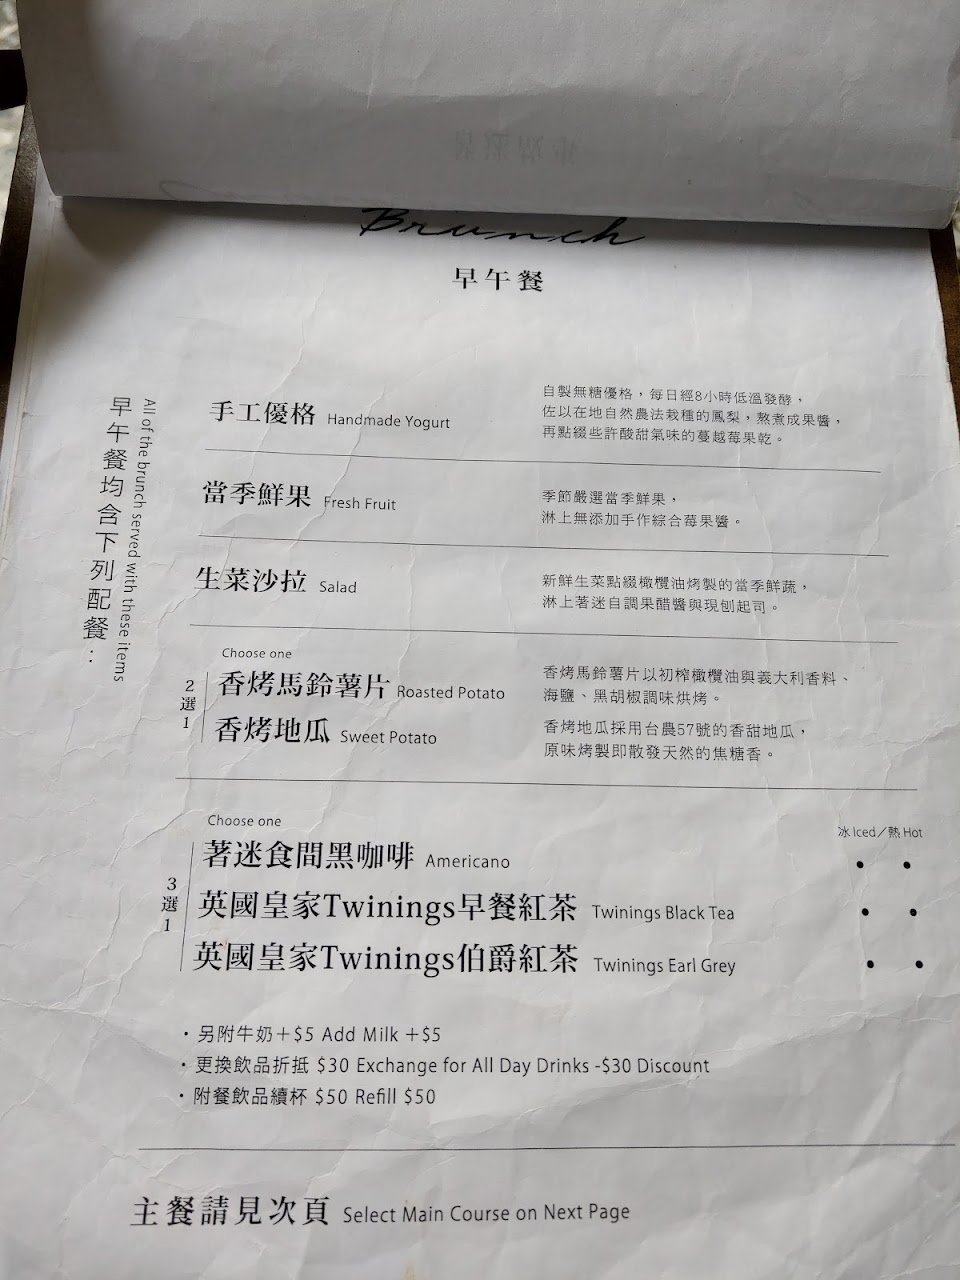 Brunch
早午餐
All of the brunch served with these items
早午餐均含下列配餐：
手工優格 Handmade Yogurt
自製無糖優格，每日經8小時低溫發酵，
佐以在地自然農法栽種的鳳梨，熬煮成果醬，
再點綴些許酸甜氣味的蔓越莓果乾。
當季鮮果 Fresh Fruit
季節嚴選當季鮮果，
淋上無添加手作綜合莓果醬。
生菜沙拉 Salad
新鮮生菜點綴橄欖油烤製的當季鮮蔬，
淋上著迷自調果醋醬與現刨起司。
Choose one
2選1
香烤馬鈴薯片 Roasted Potato
香烤馬鈴薯片以初榨橄欖油與義大利香料、
海鹽、黑胡椒調味烘烤。
香烤地瓜 Sweet Potato
香烤地瓜採用台農57號的香甜地瓜，
原味烤製即散發天然的焦糖香。
Choose one
冰 Iced／熱 Hot
3選1
著迷食間黑咖啡 Americano • •
英國皇家Twinings早餐紅茶 Twinings Black Tea • •
英國皇家Twinings伯爵紅茶 Twinings Earl Grey • •
・另附牛奶＋$5 Add Milk ＋$5
・更換飲品折抵 $30 Exchange for All Day Drinks -$30 Discount
・附餐飲品續杯 $50 Refill $50
主餐請見次頁 Select Main Course on Next Page